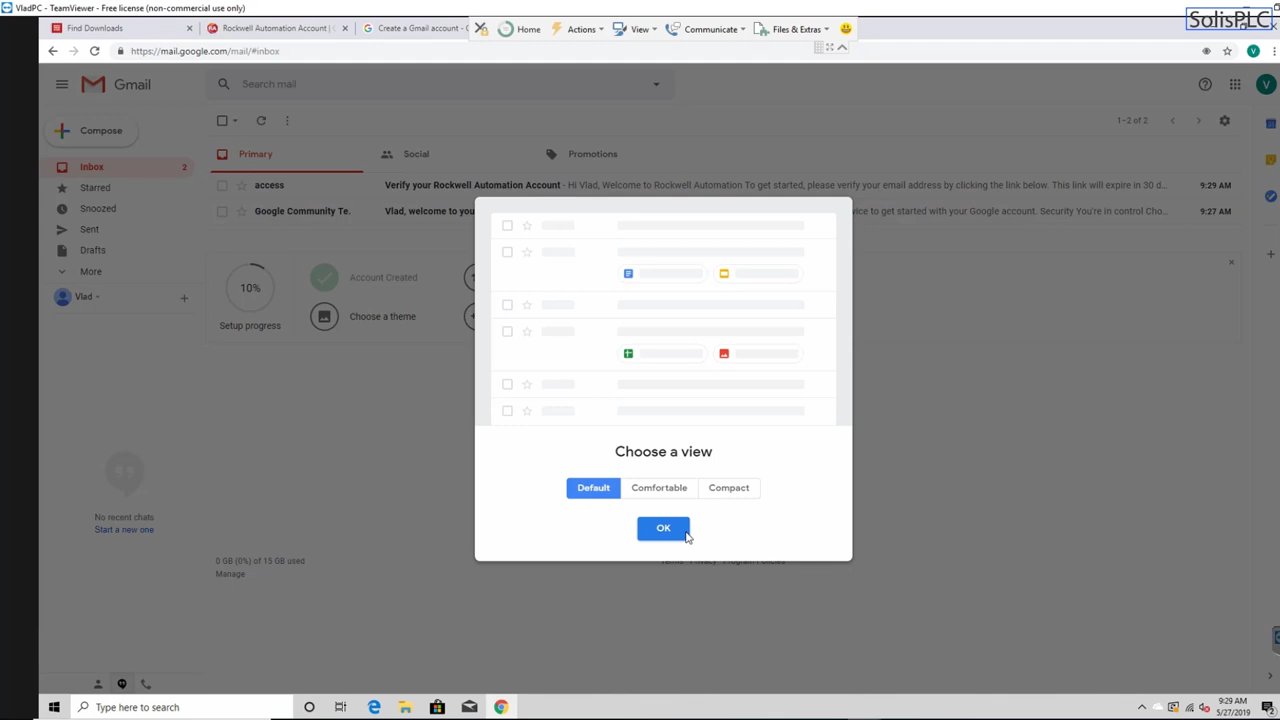 VladPC - TeamViewer - Free license (non-commercial use only)
SolisPLC
Find Downloads
Rockwell Automation Account |
Create a Gmail account -
Home
Actions
View
Communicate
Files & Extras
https://mail.google.com/mail/#inbox
V
Gmail
Search mail
V
Compose
1–2 of 2
Primary
Social
Promotions
Inbox
2
Starred
Snoozed
Sent
Drafts
More
Vlad
access
Verify your Rockwell Automation Account - Hi Vlad, Welcome to Rockwell Automation To get started, please verify your email address by clicking the link below. This link will expire in 30 d...
9:29 AM
Google Community Te.
Vlad, welcome to you
ice to get started with your Google account. Security You're in control Cho...
9:27 AM
10%
Setup progress
Account Created
Choose a theme
Choose a view
Default
Comfortable
Compact
OK
No recent chats
Start a new one
0 GB (0%) of 15 GB used
Manage
Terms · Privacy · Program Policies
Type here to search
9:29 AM
5/27/2019
2